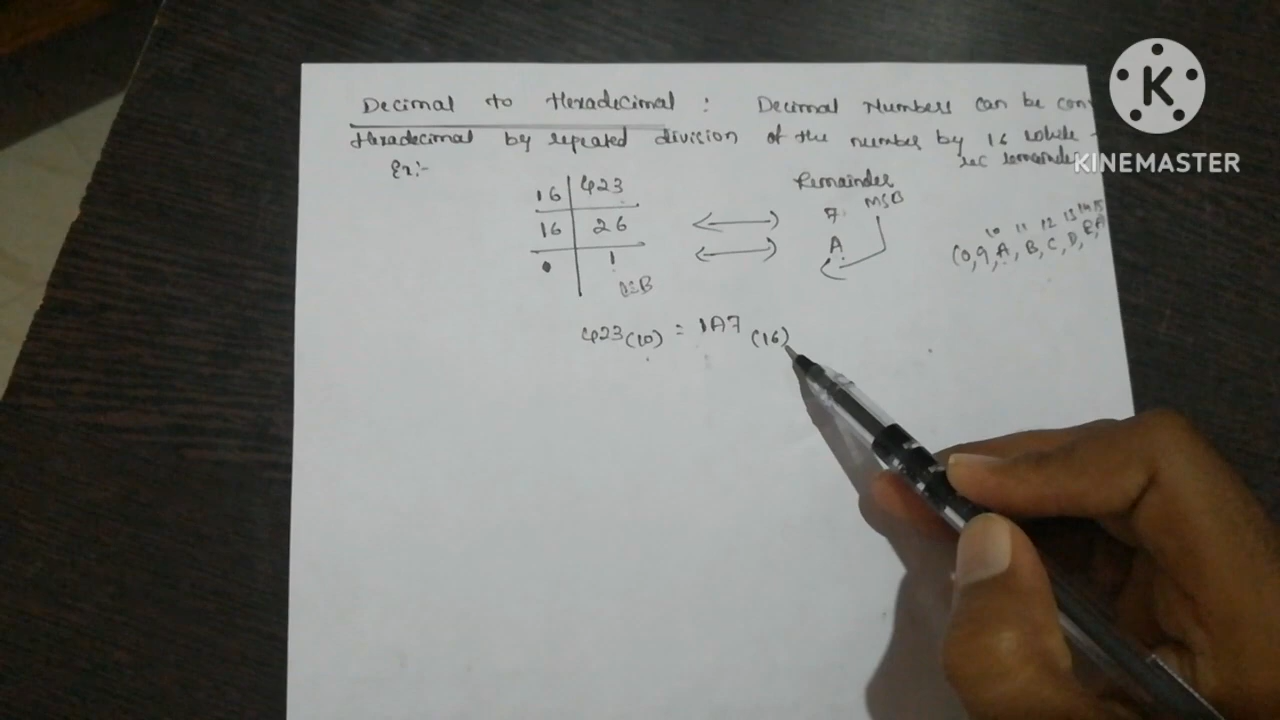 Decimal to Hexadecimal : Decimal Numbers can be con
Hexadecimal by repeated division of the number by 16 while
Ex:-
rec remainder
KINEMASTER
Remainder
MSB
16 423
7
16 26
A
1
(0,9,A,B,C,D,E,
10 11 12 13 14 15
423(10) = 1A7 (16)